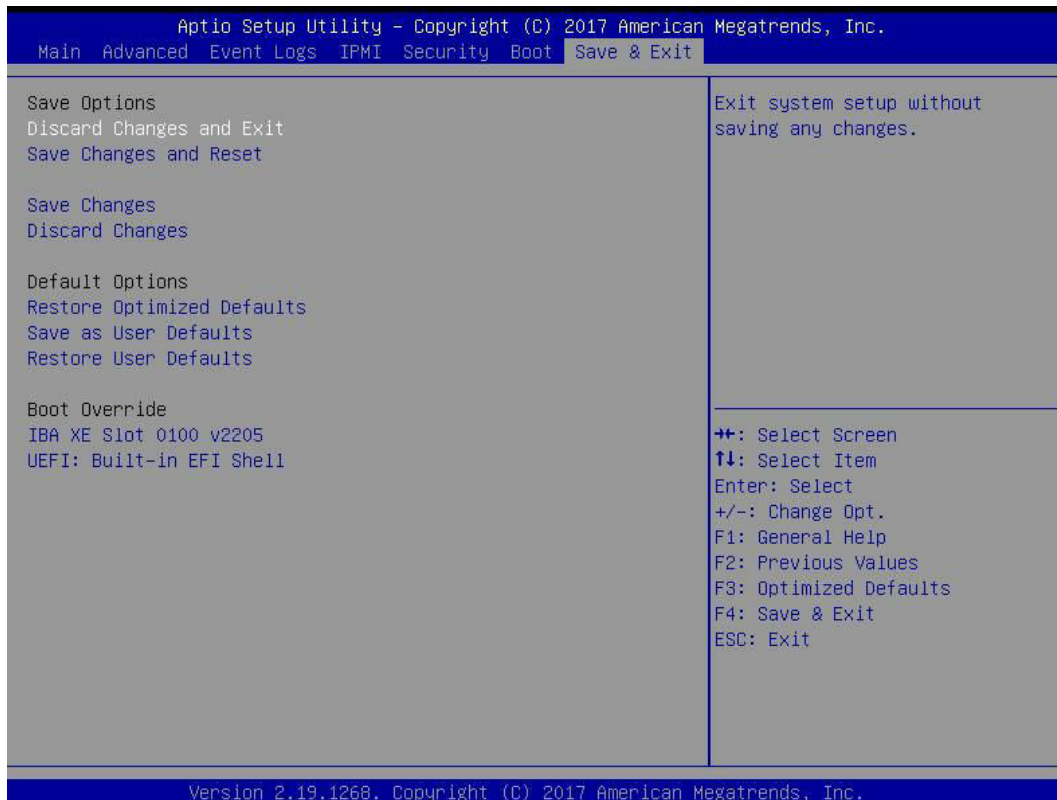 Aptio Setup Utility – Copyright (C) 2017 American Megatrends, Inc.
Main Advanced Event Logs IPMI Security Boot Save & Exit
Save Options
Discard Changes and Exit
Save Changes and Reset
Save Changes
Discard Changes
Default Options
Restore Optimized Defaults
Save as User Defaults
Restore User Defaults
Boot Override
IBA XE Slot 0100 v2205
UEFI: Built-in EFI Shell
Exit system setup without
saving any changes.
→←: Select Screen
↑↓: Select Item
Enter: Select
+/-: Change Opt.
F1: General Help
F2: Previous Values
F3: Optimized Defaults
F4: Save & Exit
ESC: Exit
Version 2.19.1268. Copyright (C) 2017 American Megatrends, Inc.